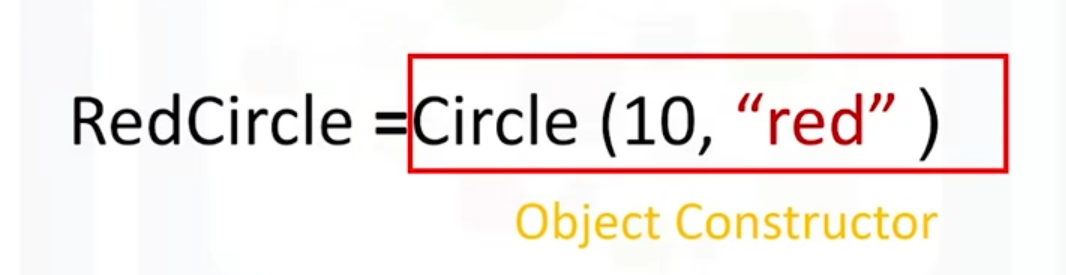 RedCircle =Circle (10, “red” )
Object Constructor